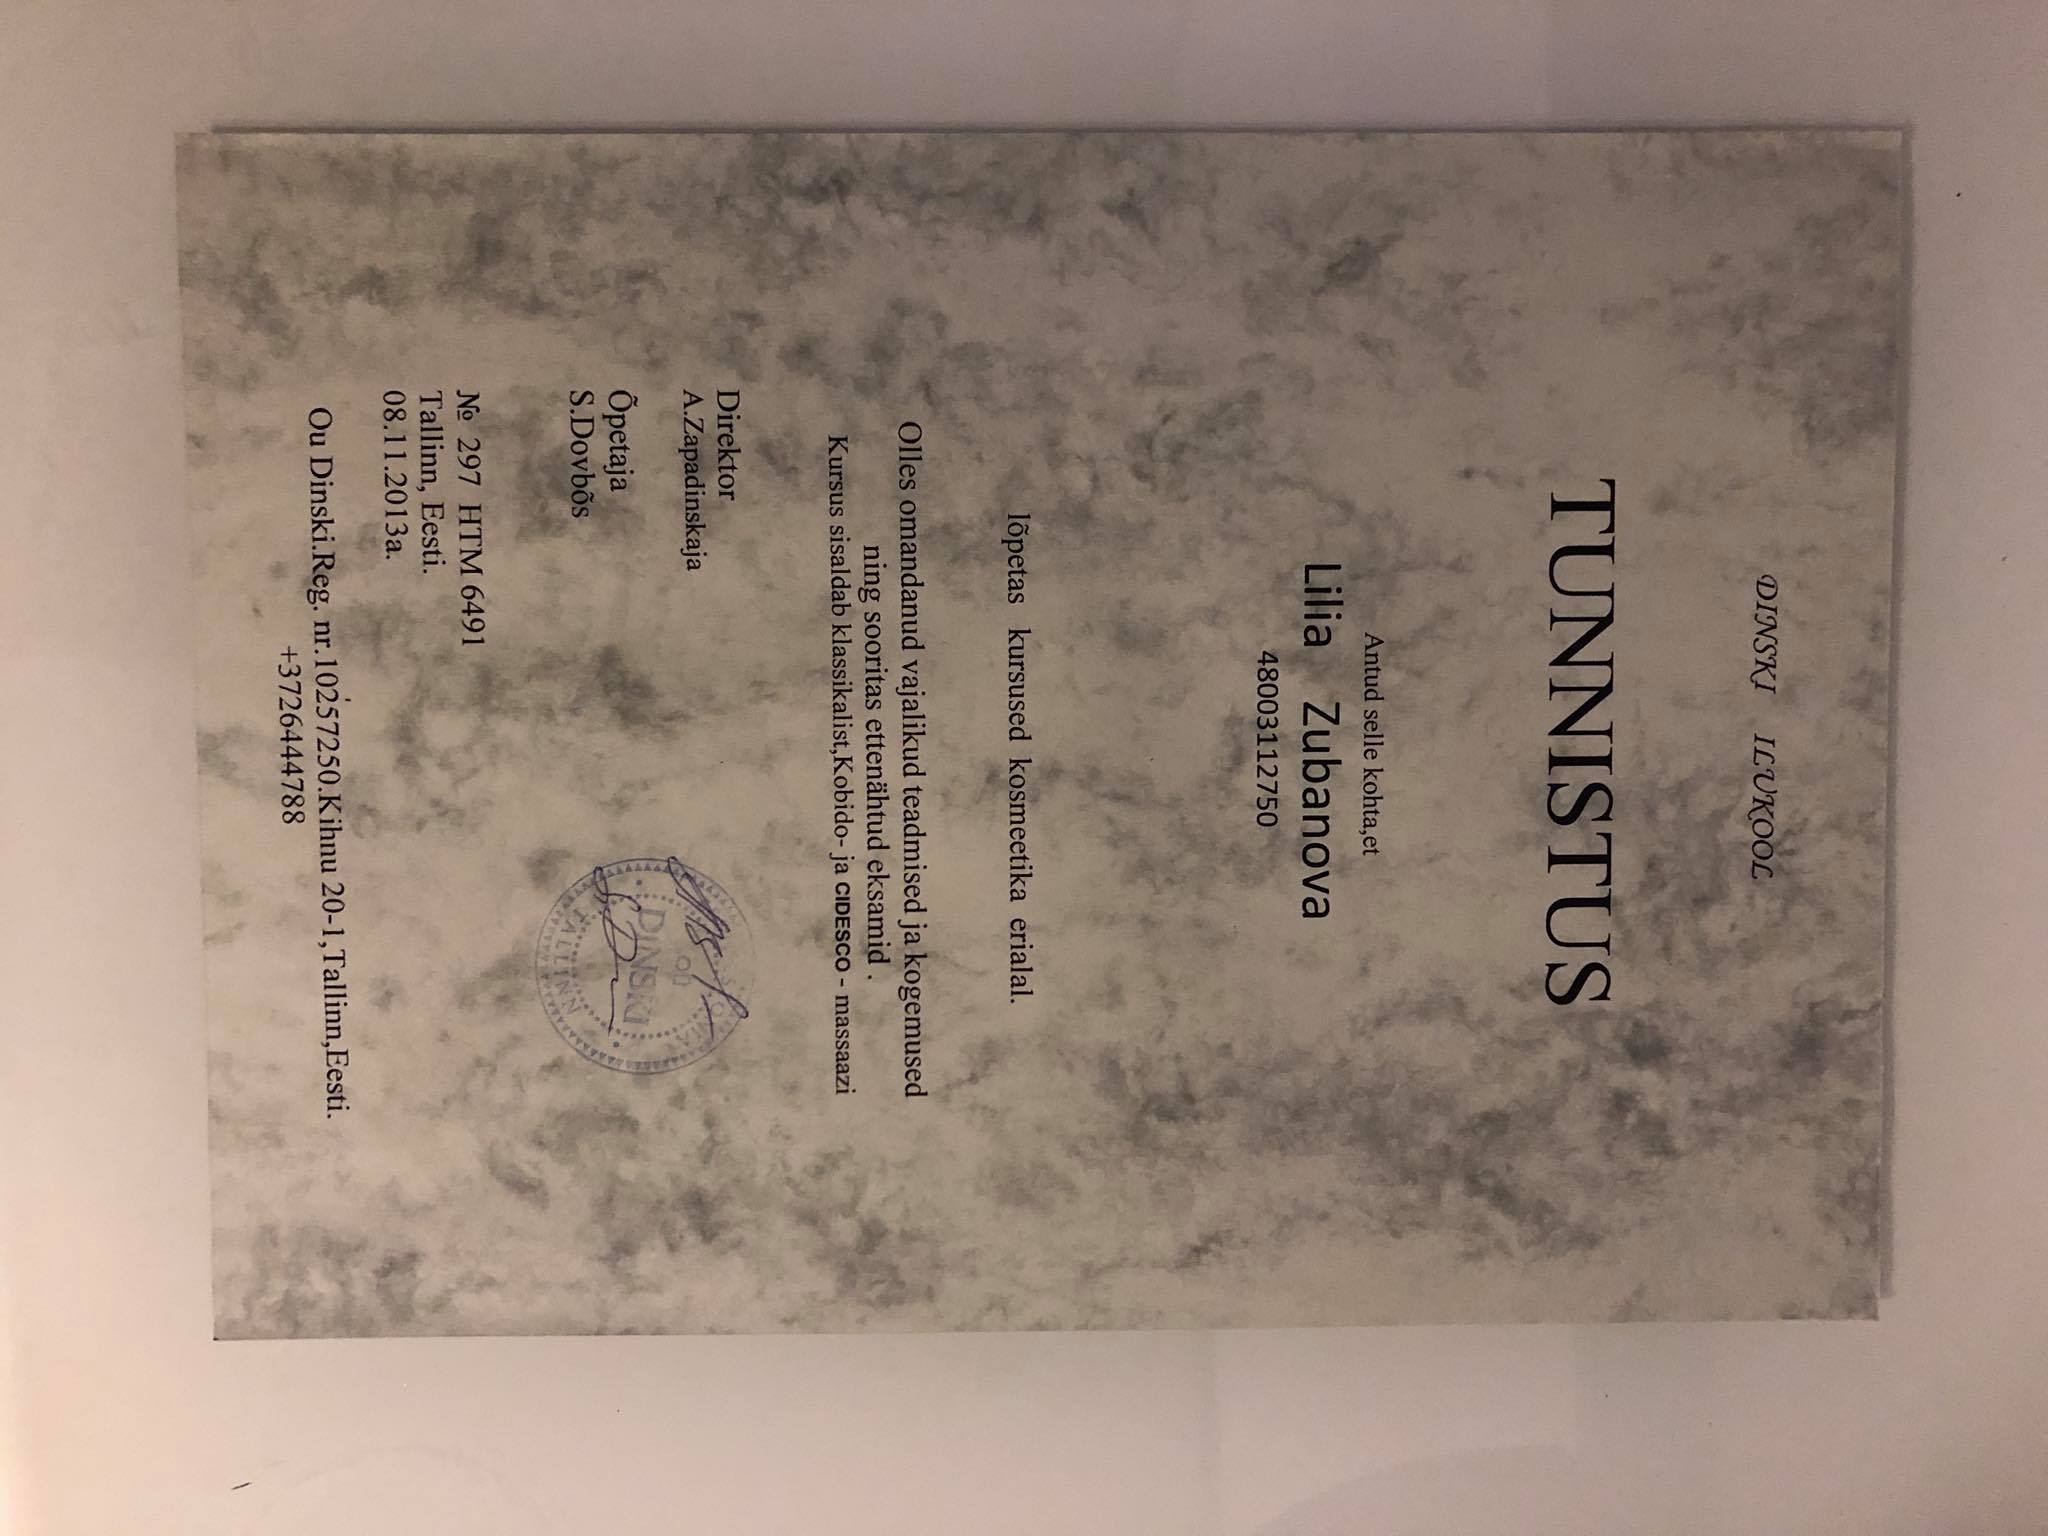 DINSKI ILUKOOL
TUNNISTUS
Antud selle kohta,et
Lilia Zubanova
48003112750
lõpetas kursused kosmeetika erialal.
Olles omandanud vajalikud teadmised ja kogemused
ning sooritas ettenähtud eksamid .
Kursus sisaldab klassikalist,Kobido- ja CIDESCO - massaazi
Direktor
A.Zapadinskaja
Õpetaja
S.Dovbõs
DINSKI
TALLINN
№ 297 HTM 6491
Tallinn, Eesti.
08.11.2013a.
Ou Dinski.Reg. nr.10257250.Kihnu 20-1,Tallinn,Eesti.
+3726444788